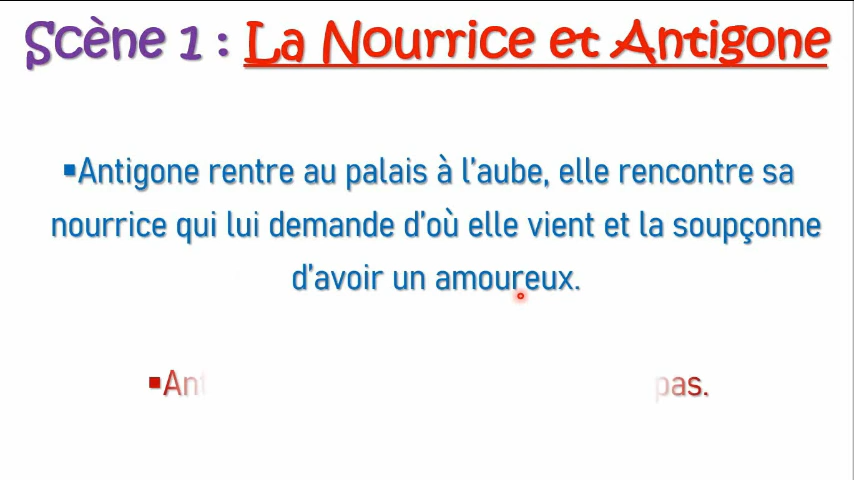 Scène 1 : La Nourrice et Antigone
▪Antigone rentre au palais à l'aube, elle rencontre sa
nourrice qui lui demande d'où elle vient et la soupçonne
d'avoir un amoureux.
pas.